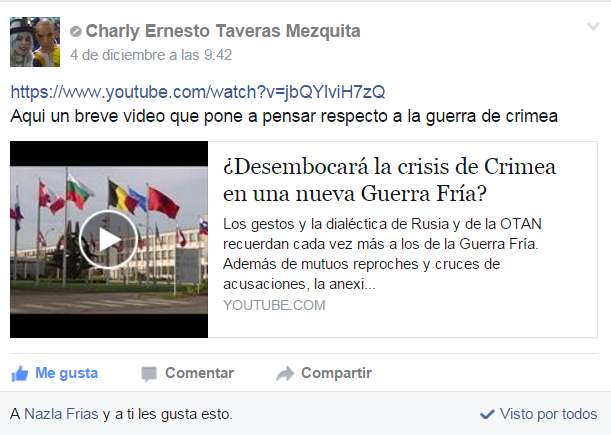 Charly Ernesto Taveras Mezquita
4 de diciembre a las 9:42
https://www.youtube.com/watch?v=jbQYlviH7zQ
Aqui un breve video que pone a pensar respecto a la guerra de crimea
¿Desembocará la crisis de Crimea
en una nueva Guerra Fría?
Los gestos y la dialéctica de Rusia y de la OTAN
recuerdan cada vez más a los de la Guerra Fría.
Además de mutuos reproches y cruces de
acusaciones, la anexi...
YOUTUBE.COM
Me gusta Comentar Compartir
A Nazla Frias y a ti les gusta esto. Visto por todos